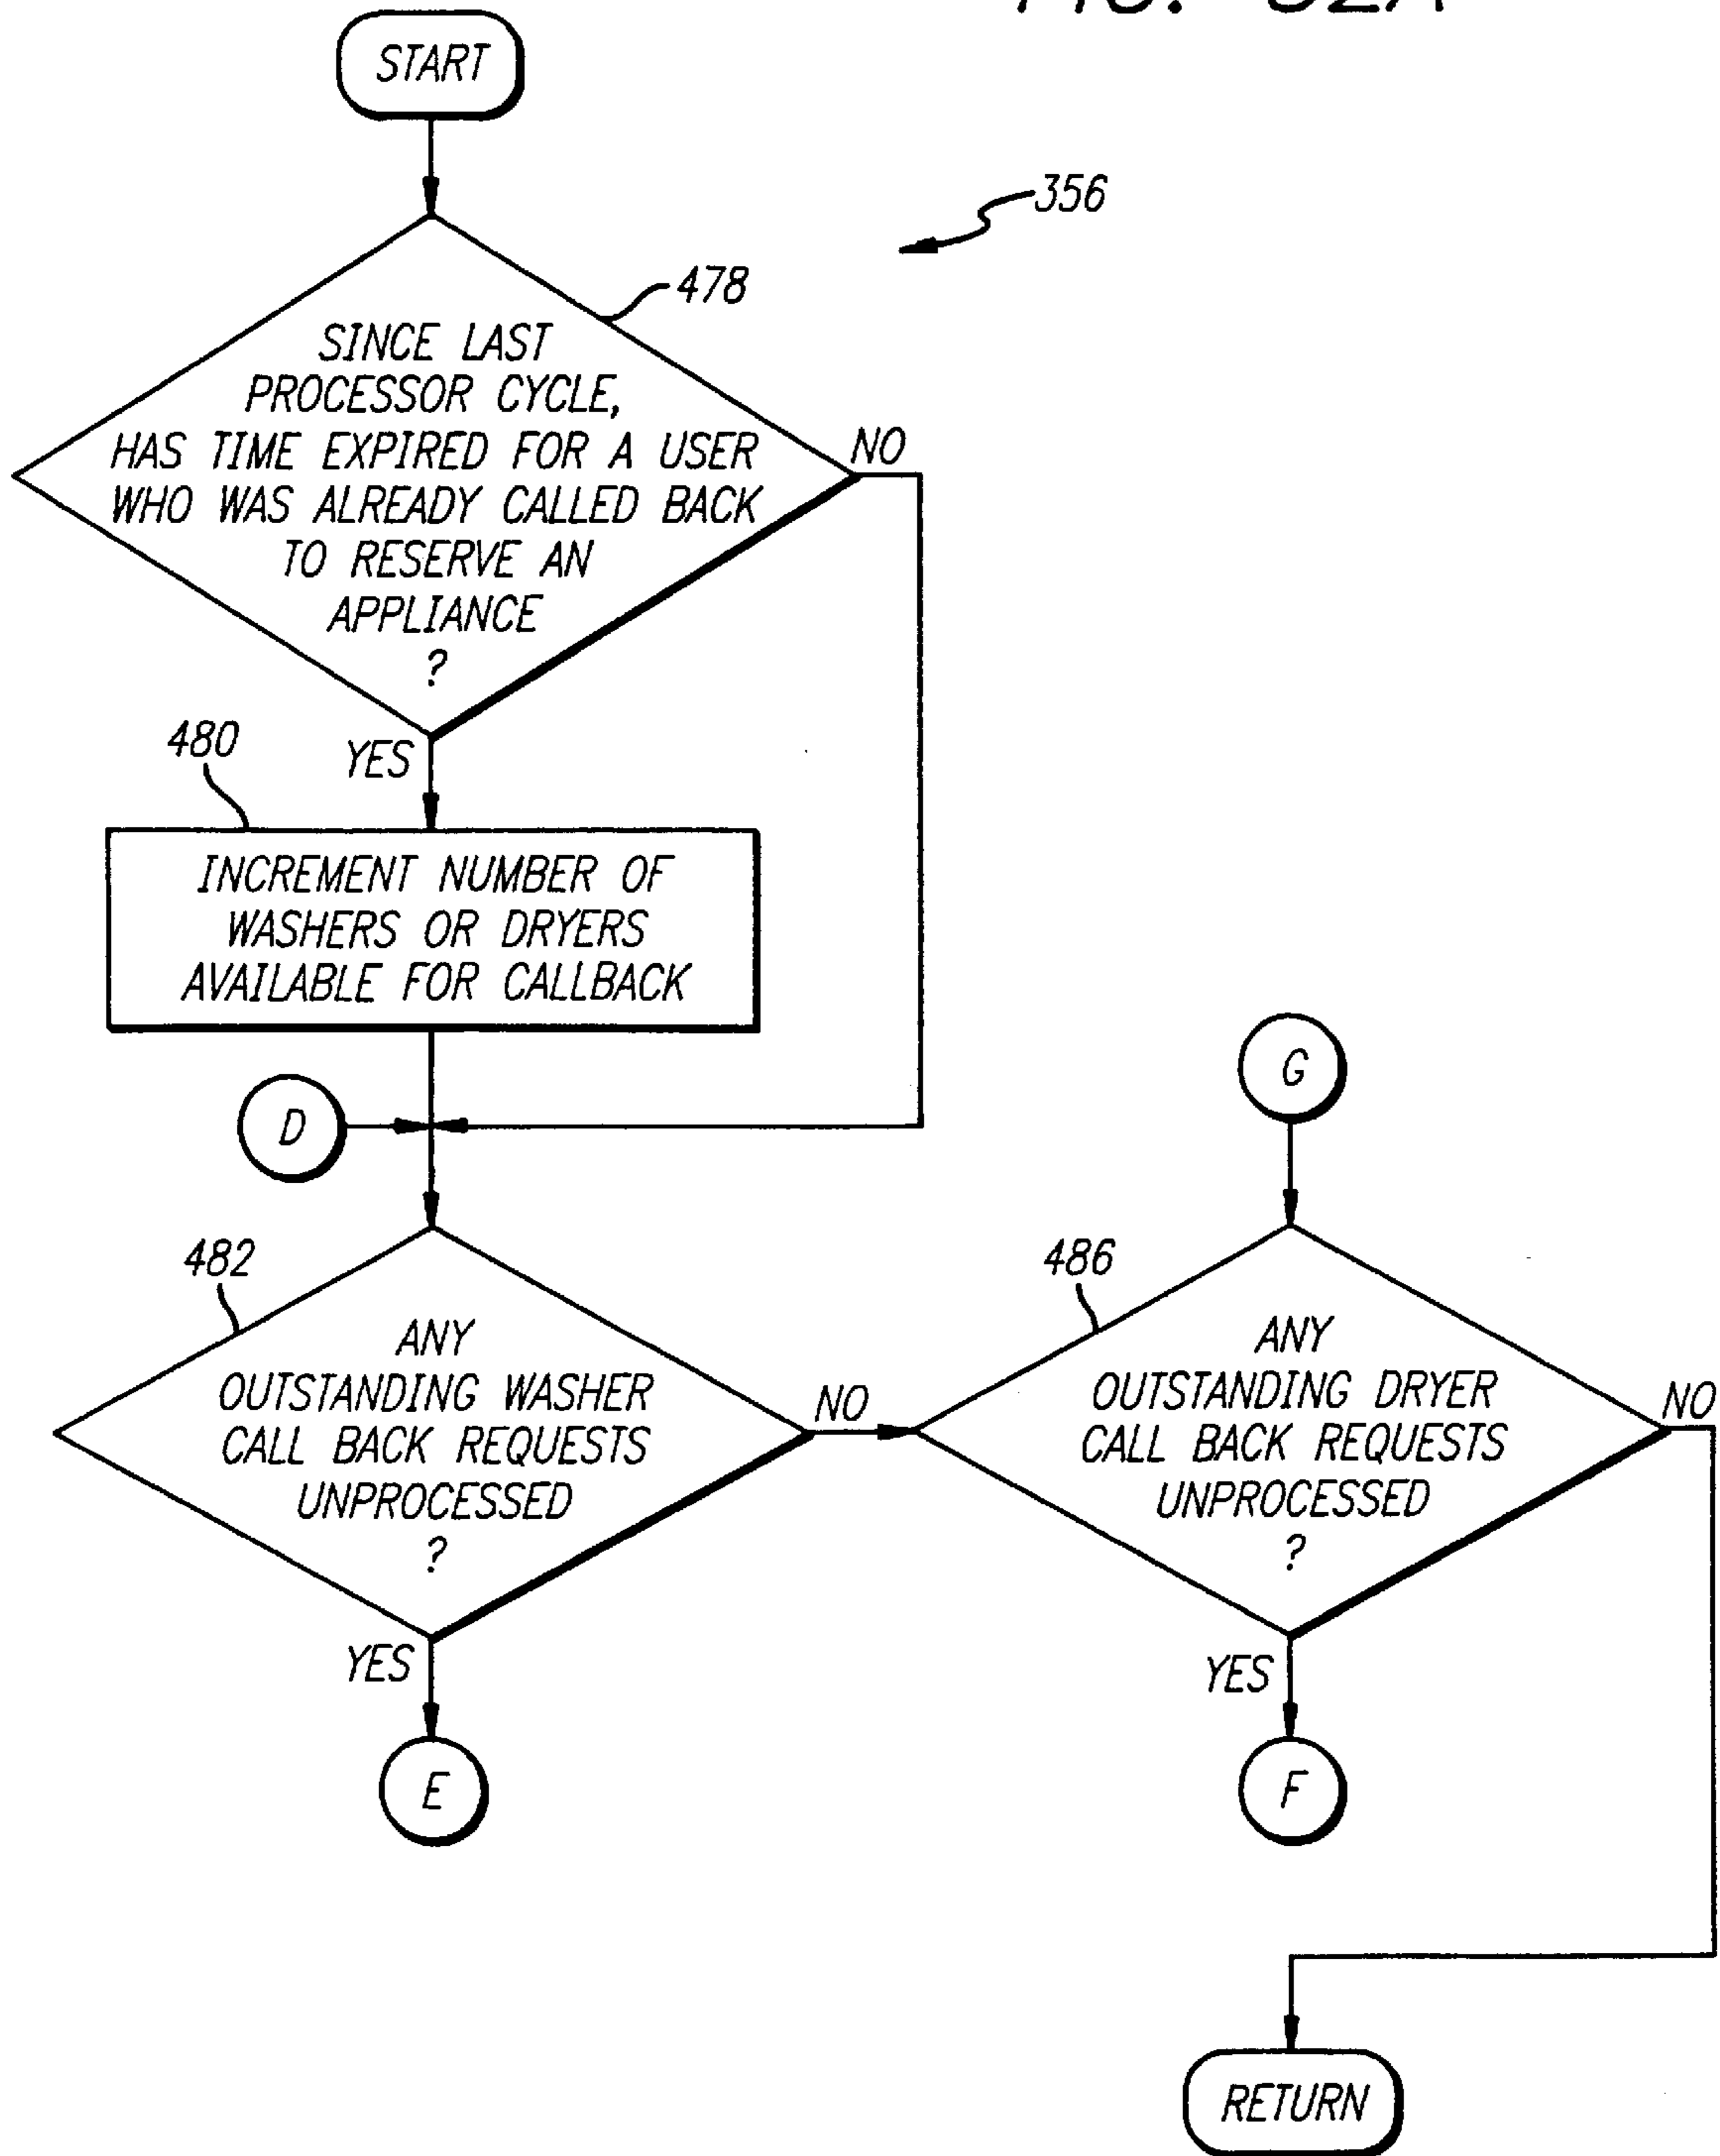 START
356
478
SINCE LAST
PROCESSOR CYCLE,
HAS TIME EXPIRED FOR A USER
WHO WAS ALREADY CALLED BACK
TO RESERVE AN
APPLIANCE
?
NO
YES
480
INCREMENT NUMBER OF
WASHERS OR DRYERS
AVAILABLE FOR CALLBACK
D
G
482
ANY
OUTSTANDING WASHER
CALL BACK REQUESTS
UNPROCESSED
?
NO
YES
E
486
ANY
OUTSTANDING DRYER
CALL BACK REQUESTS
UNPROCESSED
?
NO
YES
F
RETURN